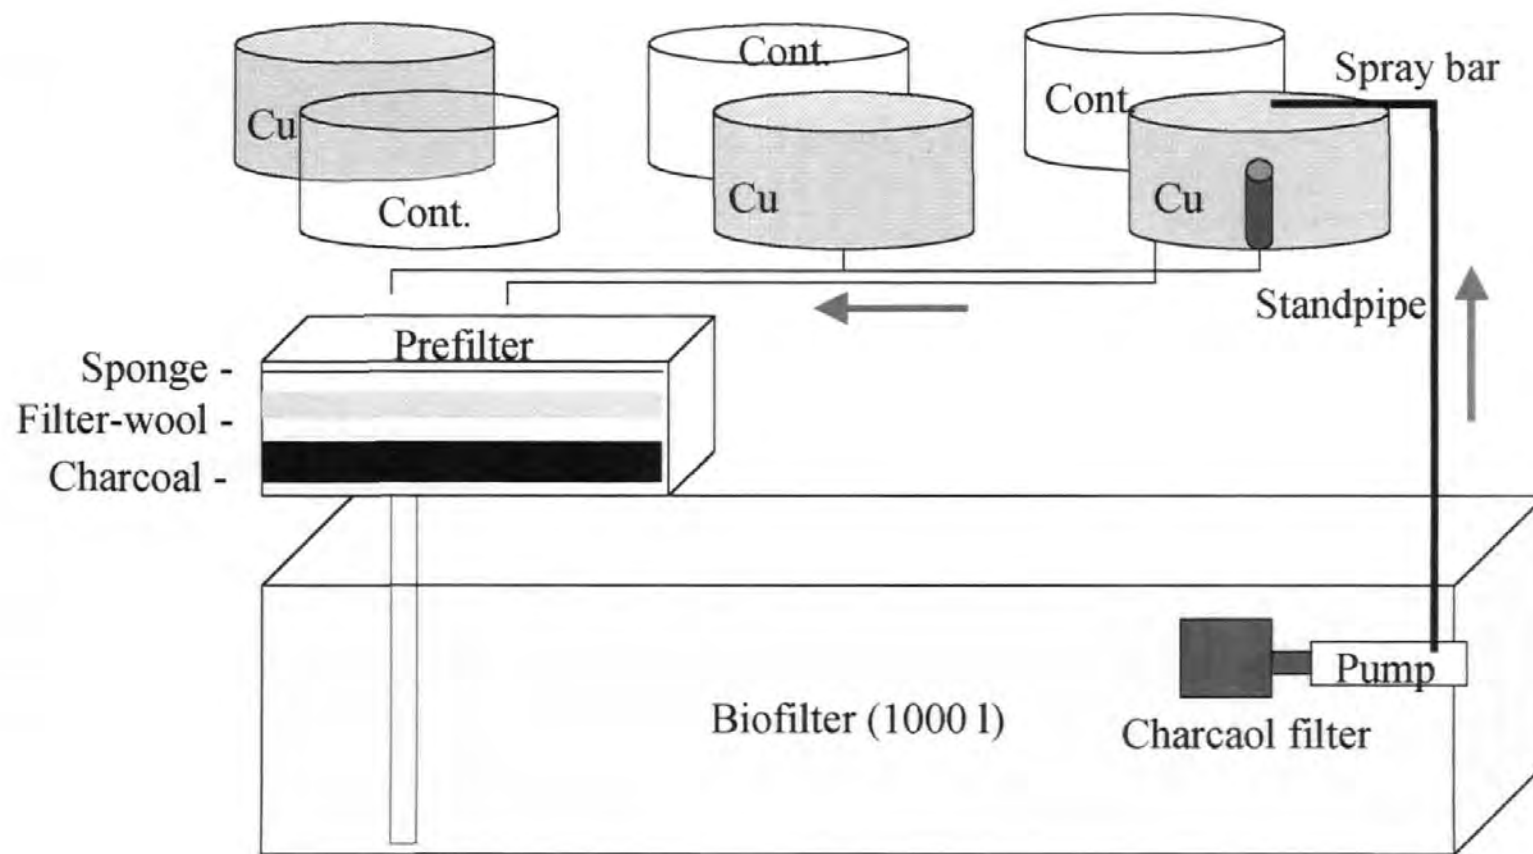 Cont.
Spray bar
Cu
Cont.
Cont.
Cu
Cu
Cont.
Standpipe
Prefilter
Sponge -
Filter-wool -
Charcoal -
Pump
Biofilter (1000 l)
Charcaol filter